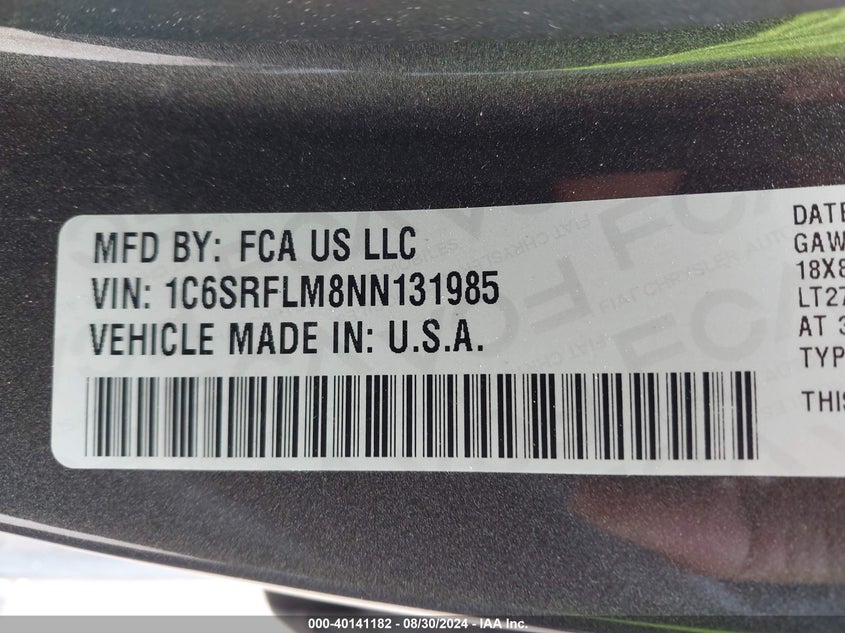 MFD BY: FCA US LLC
VIN: 1C6SRFLM8NN131985
VEHICLE MADE IN: U.S.A.
DATE
GAW
18X8
LT27
AT 3
TYP
THIS
000-40141182 - 08/30/2024 - IAA Inc.